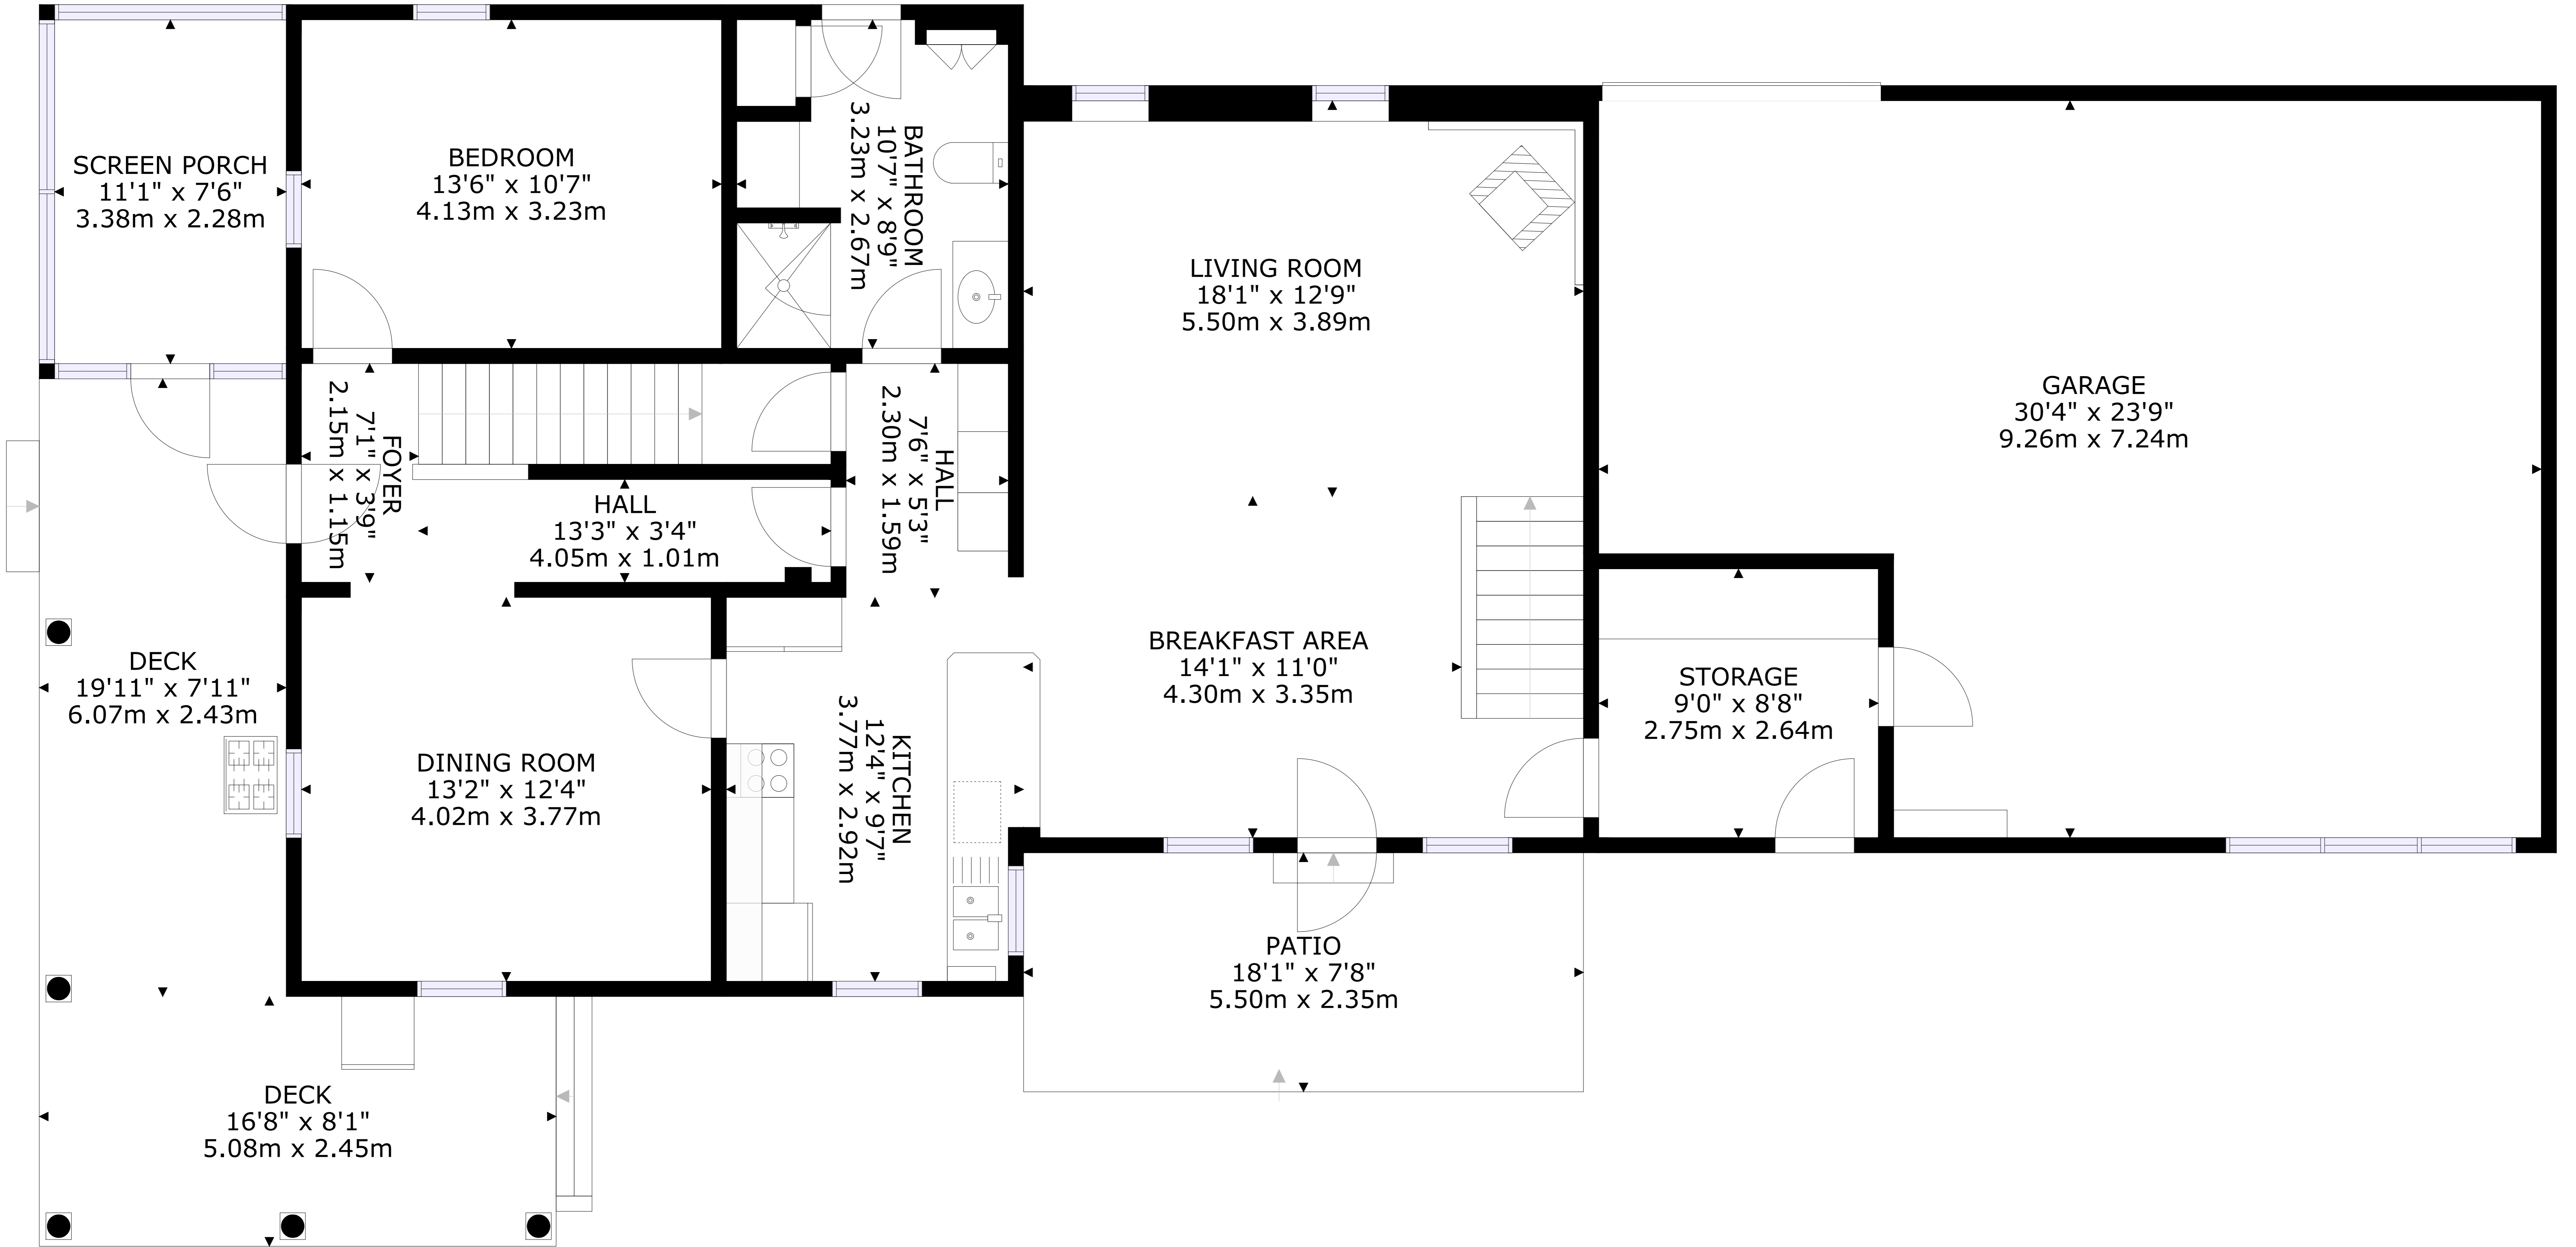 SCREEN PORCH
11'1" x 7'6"
3.38m x 2.28m
BEDROOM
13'6" x 10'7"
4.13m x 3.23m
BATHROOM
10'7" x 8'9"
3.23m x 2.67m
LIVING ROOM
18'1" x 12'9"
5.50m x 3.89m
GARAGE
30'4" x 23'9"
9.26m x 7.24m
FOYER
7'1" x 3'9"
2.15m x 1.15m
HALL
13'3" x 3'4"
4.05m x 1.01m
HALL
7'6" x 5'3"
2.30m x 1.59m
DECK
19'11" x 7'11"
6.07m x 2.43m
DINING ROOM
13'2" x 12'4"
4.02m x 3.77m
KITCHEN
12'4" x 9'7"
3.77m x 2.92m
BREAKFAST AREA
14'1" x 11'0"
4.30m x 3.35m
STORAGE
9'0" x 8'8"
2.75m x 2.64m
PATIO
18'1" x 7'8"
5.50m x 2.35m
DECK
16'8" x 8'1"
5.08m x 2.45m